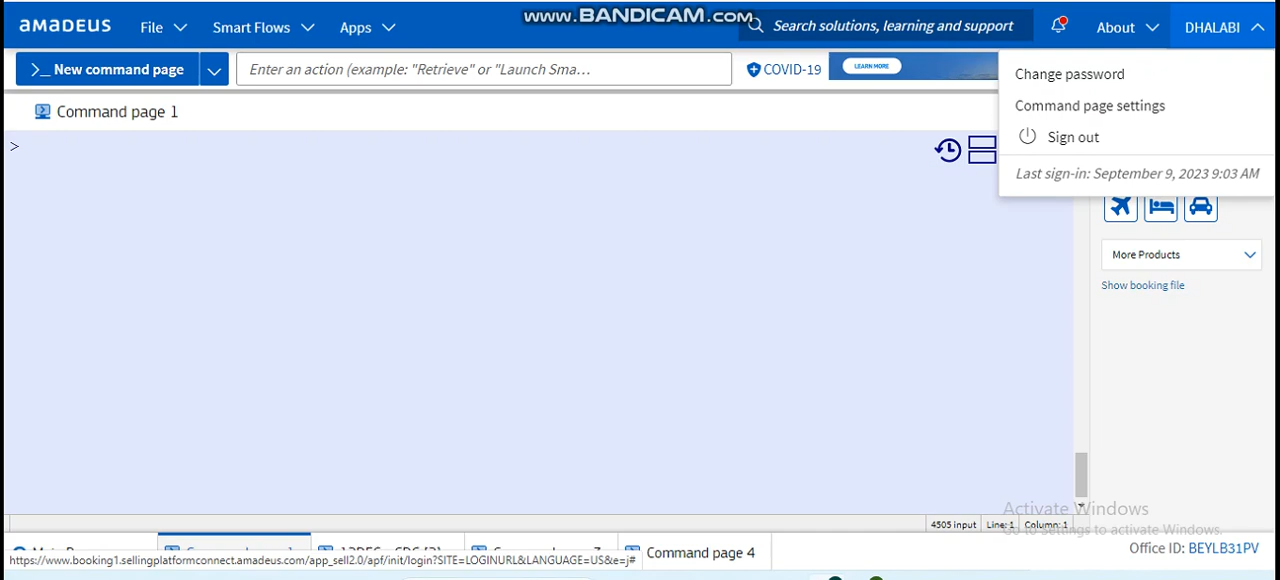 www.BANDICAM.com
amadeus File Smart Flows Apps Search solutions, learning and support About DHALABI
>_ New command page Enter an action (example: "Retrieve" or "Launch Sma... COVID-19 LEARN MORE
Change password
Command page settings
Sign out
Last sign-in: September 9, 2023 9:03 AM
Command page 1
>
More Products
Show booking file
4505 input Line:1 Column:1
Activate Windows
Go to Settings to activate Windows.
Command page 4
Office ID: BEYLB31PV
https://www.booking1.sellingplatformconnect.amadeus.com/app_sell2.0/apf/init/login?SITE=LOGINURL&LANGUAGE=US&e=j#